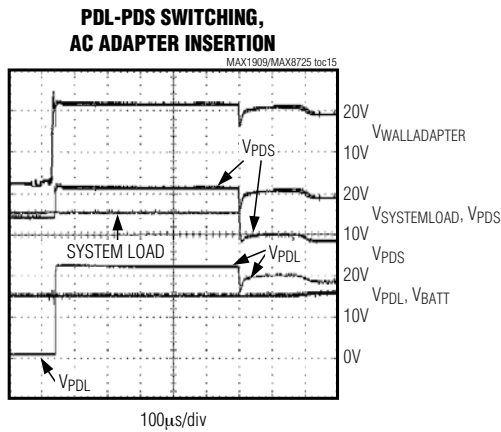 PDL-PDS SWITCHING,
AC ADAPTER INSERTION
MAX1909/MAX8725 toc15
20V
VWALLADAPTER
10V
VPDS
20V
VSYSTEMLOAD, VPDS
10V
SYSTEM LOAD
VPDS
VPDL
20V
VPDL, VBATT
10V
0V
VPDL
100µs/div